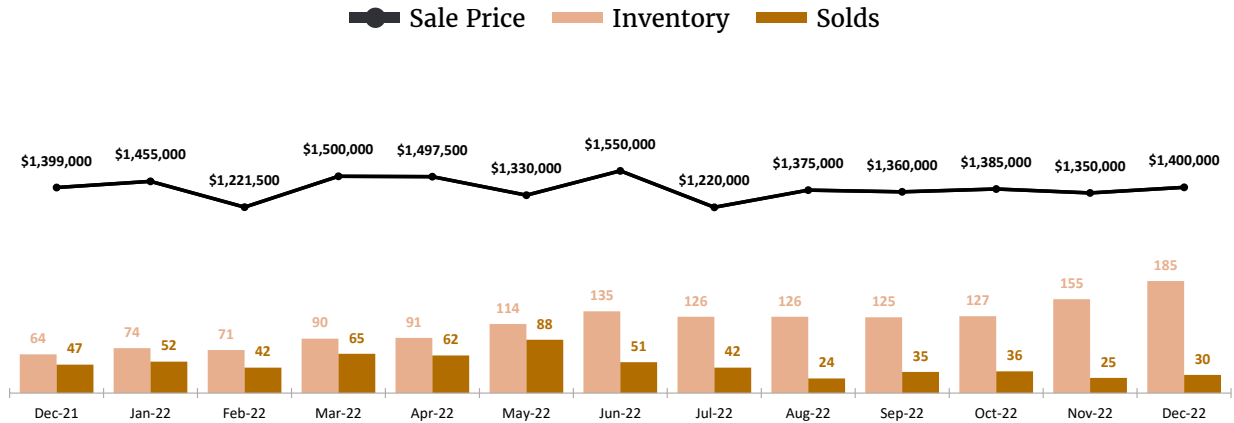 Sale Price Inventory Solds
$1,399,000 $1,455,000 $1,221,500 $1,500,000 $1,497,500 $1,330,000 $1,550,000 $1,220,000 $1,375,000 $1,360,000 $1,385,000 $1,350,000 $1,400,000
64 47 74 52 71 42 90 65 91 62 114 88 135 51 126 42 126 24 125 35 127 36 155 25 185 30
Dec-21 Jan-22 Feb-22 Mar-22 Apr-22 May-22 Jun-22 Jul-22 Aug-22 Sep-22 Oct-22 Nov-22 Dec-22